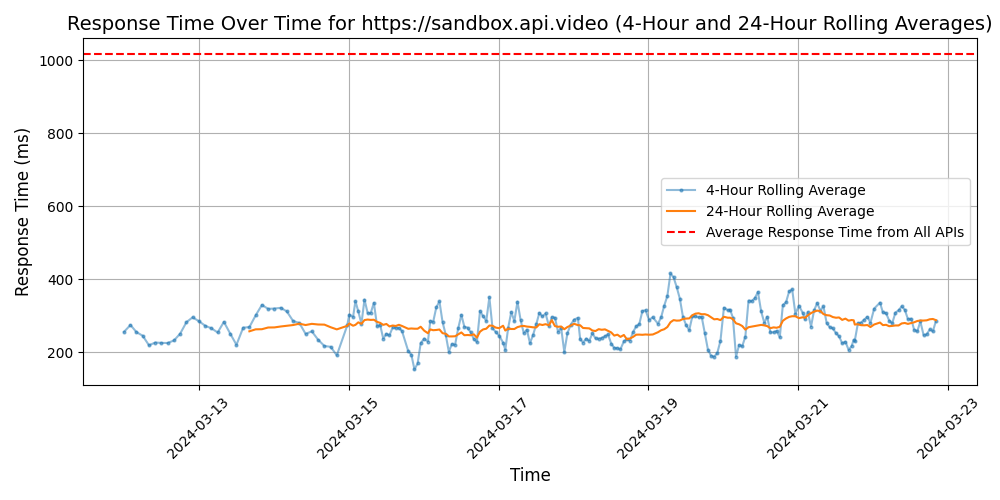 Response Time Over Time for https://sandbox.api.video (4-Hour and 24-Hour Rolling Averages)
Response Time (ms)
1000
800
600
400
200
4-Hour Rolling Average
24-Hour Rolling Average
Average Response Time from All APIs
2024-03-13
2024-03-15
2024-03-17
2024-03-19
2024-03-21
2024-03-23
Time